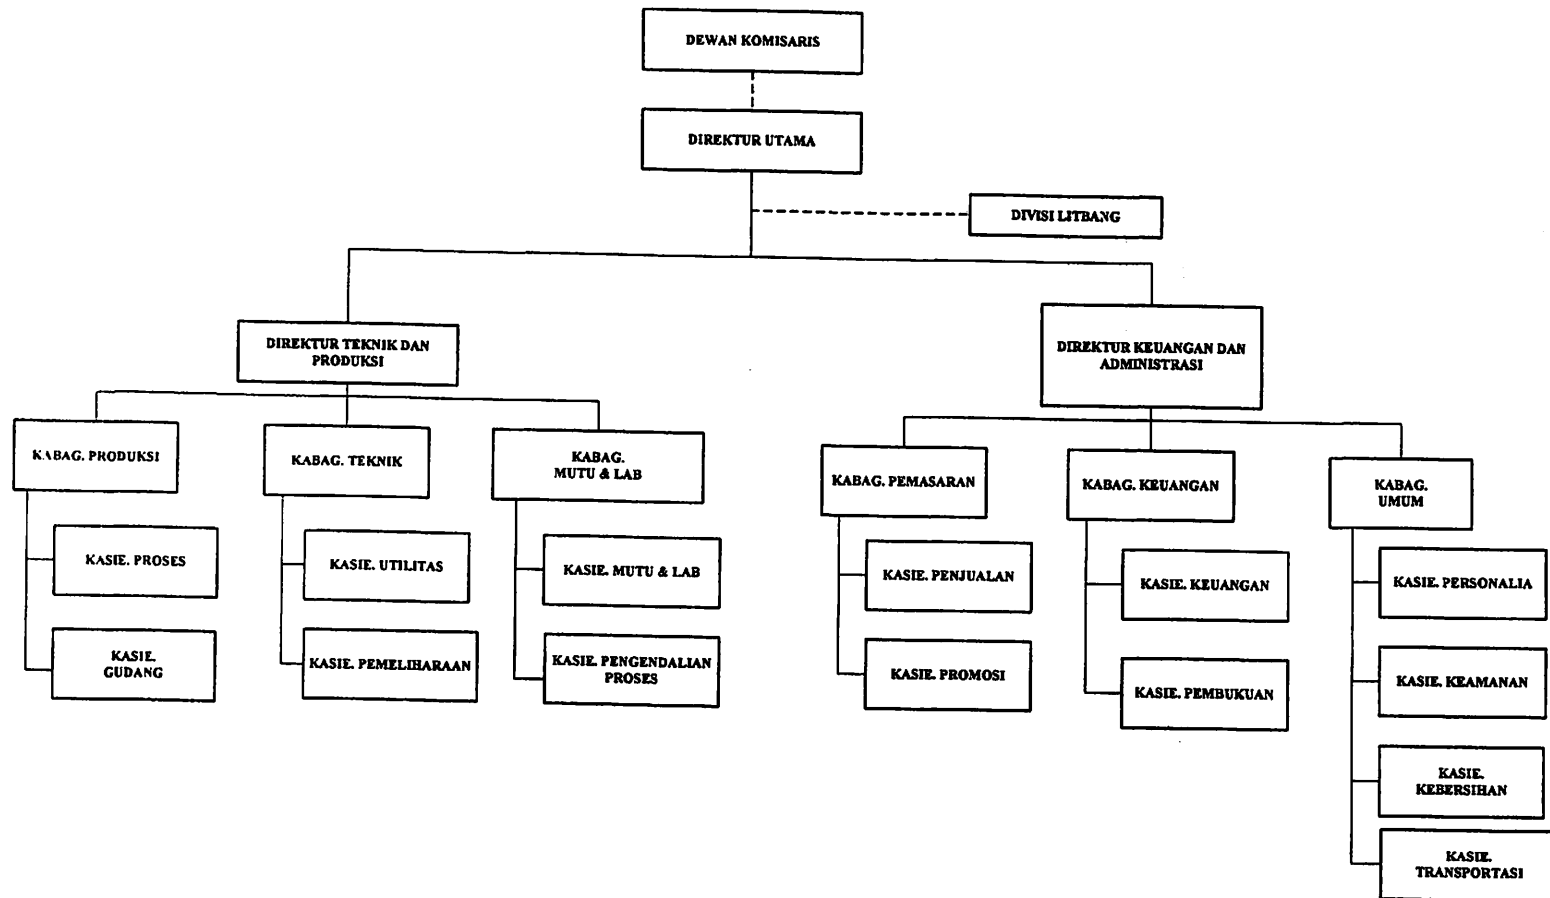 DEWAN KOMISARIS
DIREKTUR UTAMA
DIVISI LITBANG
DIREKTUR TEKNIK DAN
PRODUKSI
DIREKTUR KEUANGAN DAN
ADMINISTRASI
KABAG. PRODUKSI
KABAG. TEKNIK
KABAG.
MUTU & LAB
KABAG. PEMASARAN
KABAG. KEUANGAN
KABAG.
UMUM
KASIE. PROSES
KASIE. UTILITAS
KASIE. MUTU & LAB
KASIE. PENJUALAN
KASIE. KEUANGAN
KASIE. PERSONALIA
KASIE.
GUDANG
KASIE. PEMELIHARAAN
KASIE. PENGENDALIAN
PROSES
KASIE. PROMOSI
KASIE. PEMBUKUAN
KASIE. KEAMANAN
KASIE.
KEBERSIHAN
KASIE.
TRANSPORTASI